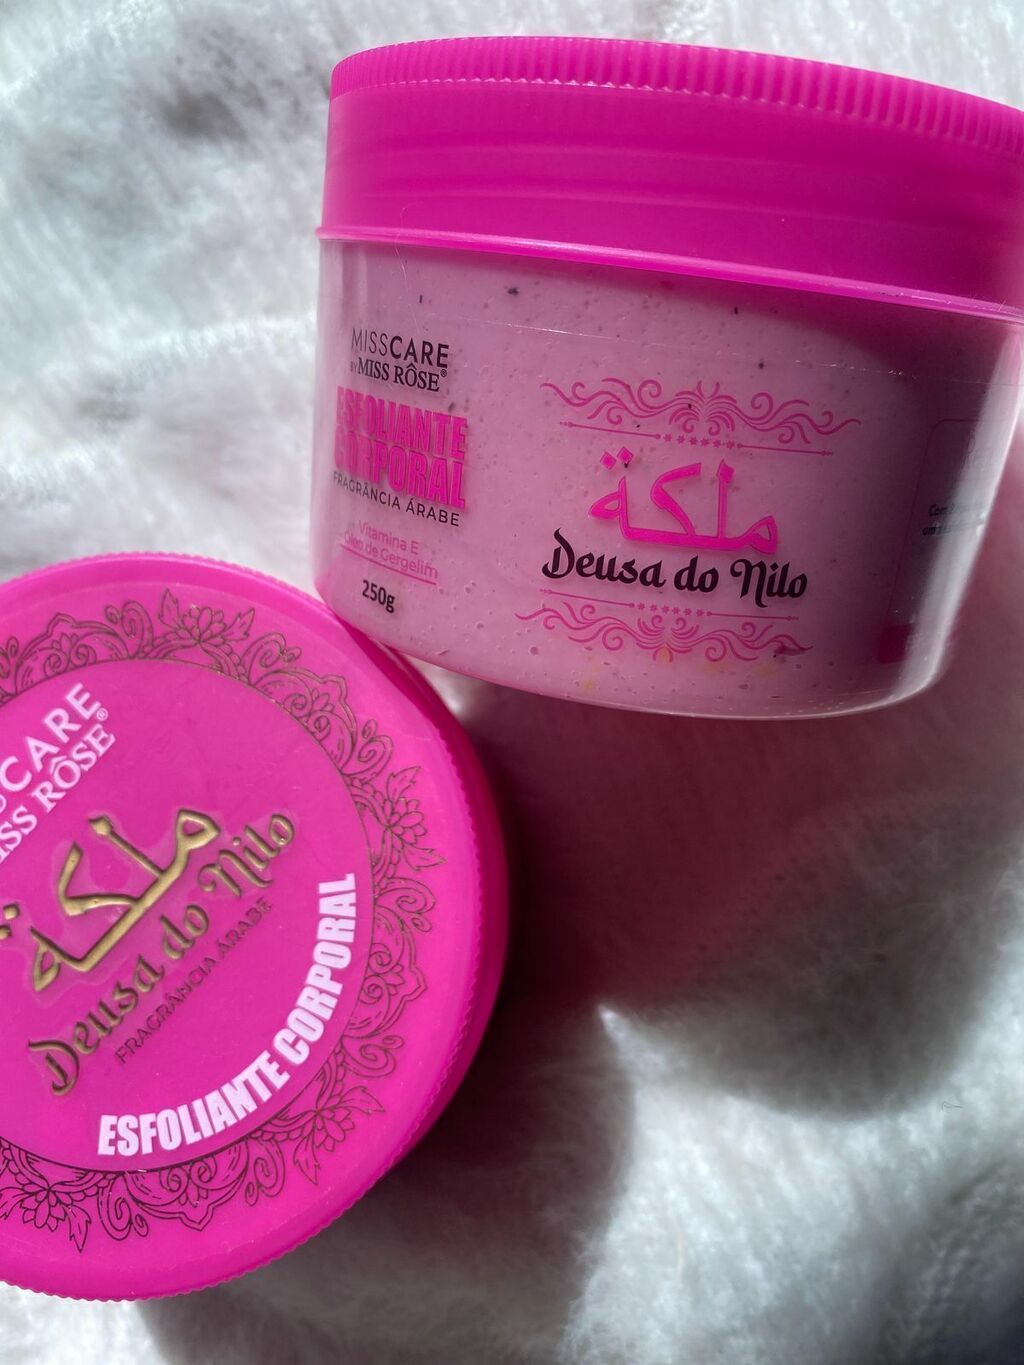 MISSCARE
BY MISS RÔSE®
ESFOLIANTE
CORPORAL
FRAGRÂNCIA ÁRABE
Vitamina E
Óleo de Gergelim
250g
ملكة
Deusa do Nilo
CARE
MISS RÔSE®
ملكة
Deusa do Nilo
FRAGRÂNCIA ÁRABE
ESFOLIANTE CORPORAL